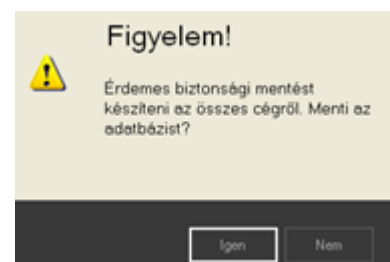 Figyelem!
Érdemes biztonsági mentést
készíteni az összes cégről. Menti az
adatbázist?
Igen
Nem